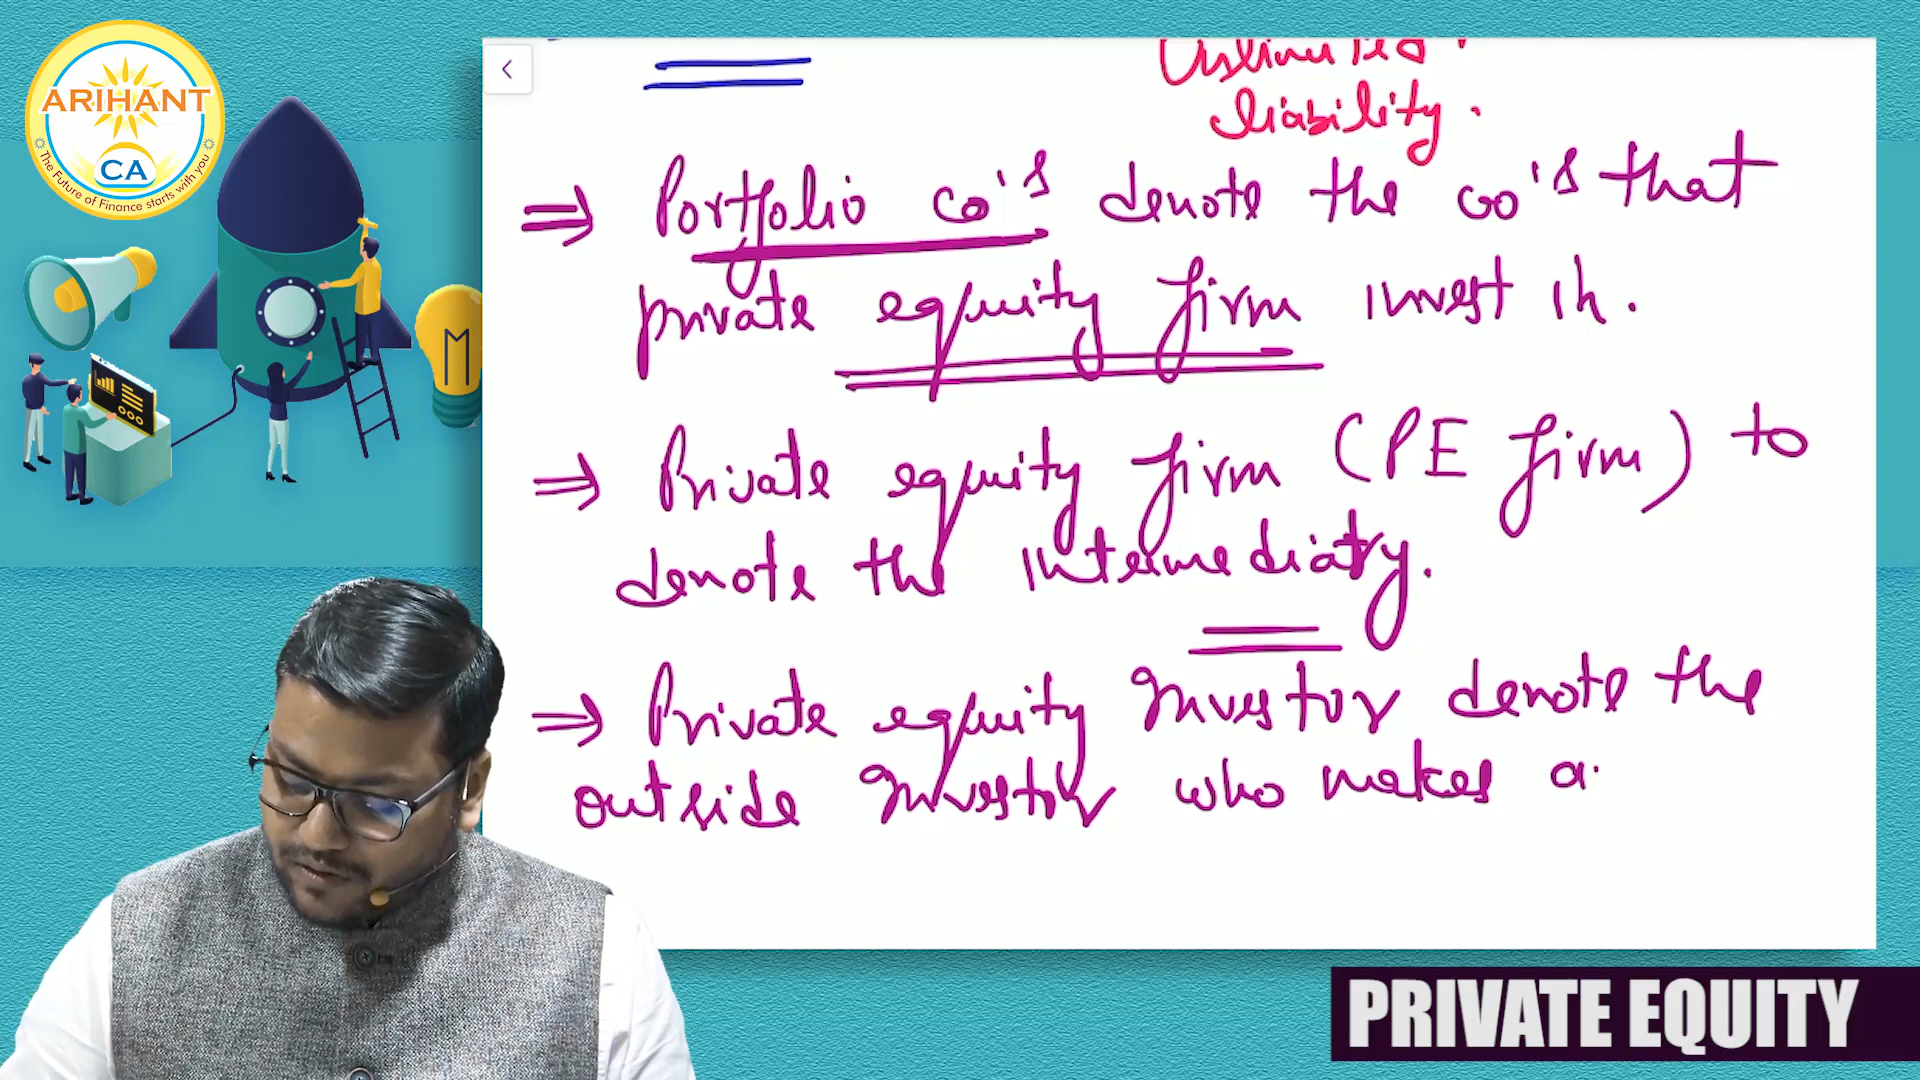 ARIHANT
CA
The Future of Finance starts with you
Unlimited
liability.
⇒ Portfolio co's denote the co's that
private equity firm invest in.
⇒ Private equity firm (PE firm) to
denote the intermediatry.
⇒ Private equity Investor denote the
outside Investor who makes a
PRIVATE EQUITY